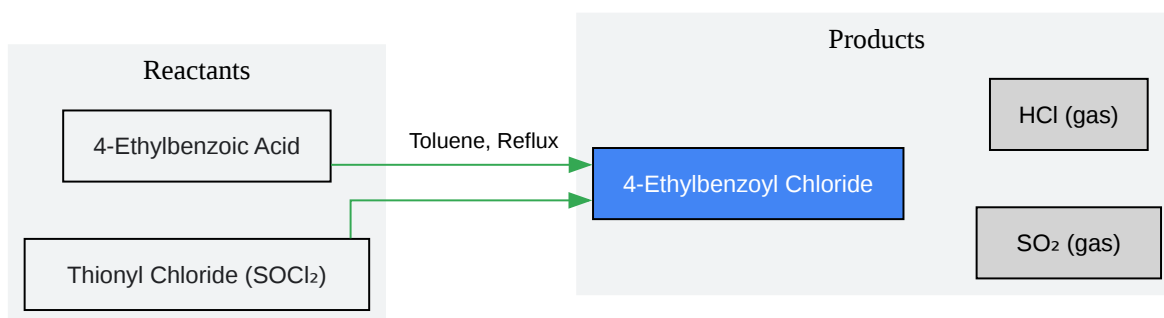 Reactants
4-Ethylbenzoic Acid
Thionyl Chloride (SOCl₂)
Toluene, Reflux
Products
4-Ethylbenzoyl Chloride
HCl (gas)
SO₂ (gas)